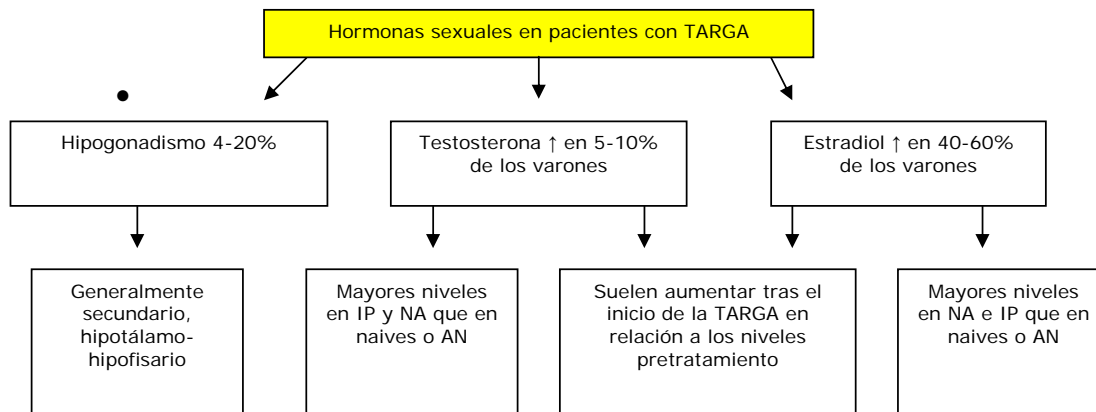 Hormonas sexuales en pacientes con TARGA
Hipogonadismo 4-20%
Testosterona ↑ en 5-10%
de los varones
Estradiol ↑ en 40-60%
de los varones
Generalmente
secundario,
hipotálamo-
hipofisario
Mayores niveles
en IP y NA que en
naives o AN
Suelen aumentar tras el
inicio de la TARGA en
relación a los niveles
pretratamiento
Mayores niveles
en NA e IP que en
naives o AN